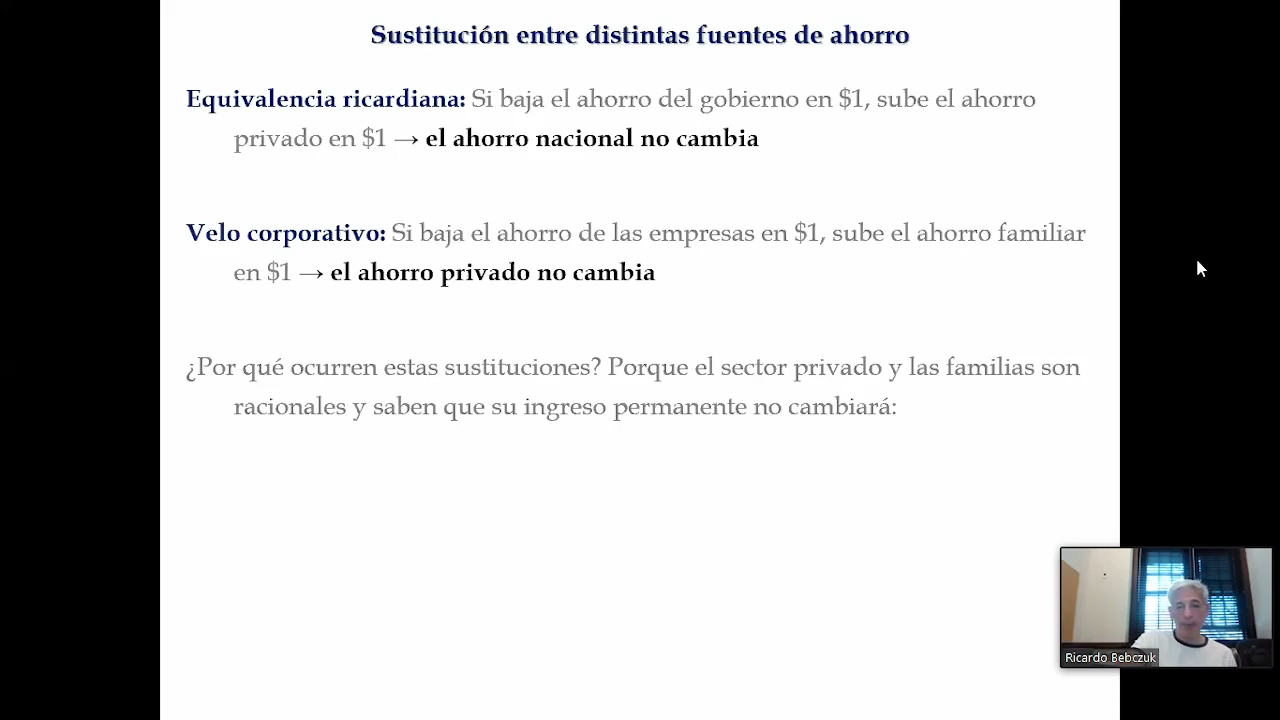 Sustitución entre distintas fuentes de ahorro
Equivalencia ricardiana: Si baja el ahorro del gobierno en $1, sube el ahorro
privado en $1 → el ahorro nacional no cambia
Velo corporativo: Si baja el ahorro de las empresas en $1, sube el ahorro familiar
en $1 → el ahorro privado no cambia
¿Por qué ocurren estas sustituciones? Porque el sector privado y las familias son
racionales y saben que su ingreso permanente no cambiará:
Ricardo Bebczuk